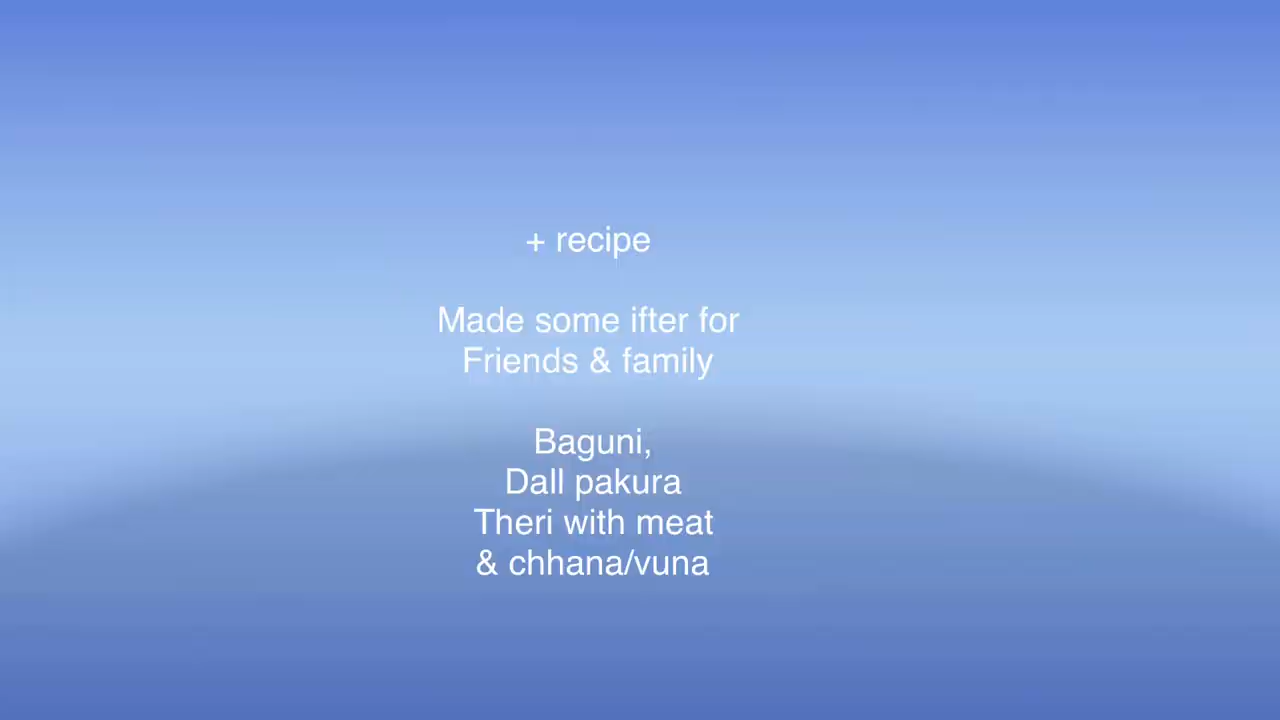 + recipe
Made some ifter for
Friends & family
Baguni,
Dall pakura
Theri with meat
& chhana/vuna